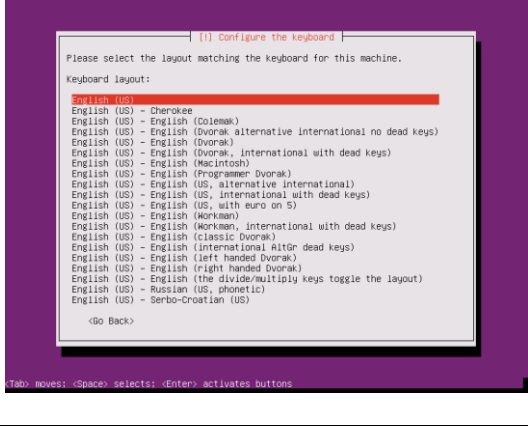 [!] Configure the keyboard
Please select the layout matching the keyboard for this machine.
Keyboard layout:
English (US)
English (US) - Cherokee
English (US) - English (Colemak)
English (US) - English (Dvorak alternative international no dead keys)
English (US) - English (Dvorak)
English (US) - English (Dvorak, international with dead keys)
English (US) - English (Macintosh)
English (US) - English (Programmer Dvorak)
English (US) - English (US, alternative international)
English (US) - English (US, international with dead keys)
English (US) - English (US, with euro on 5)
English (US) - English (Workman)
English (US) - English (Workman, international with dead keys)
English (US) - English (classic Dvorak)
English (US) - English (international AltGr dead keys)
English (US) - English (left handed Dvorak)
English (US) - English (right handed Dvorak)
English (US) - English (the divide/multiply keys toggle the layout)
English (US) - Russian (US, phonetic)
English (US) - Serbo-Croatian (US)
<Go Back>
<Tab> moves; <Space> selects; <Enter> activates buttons